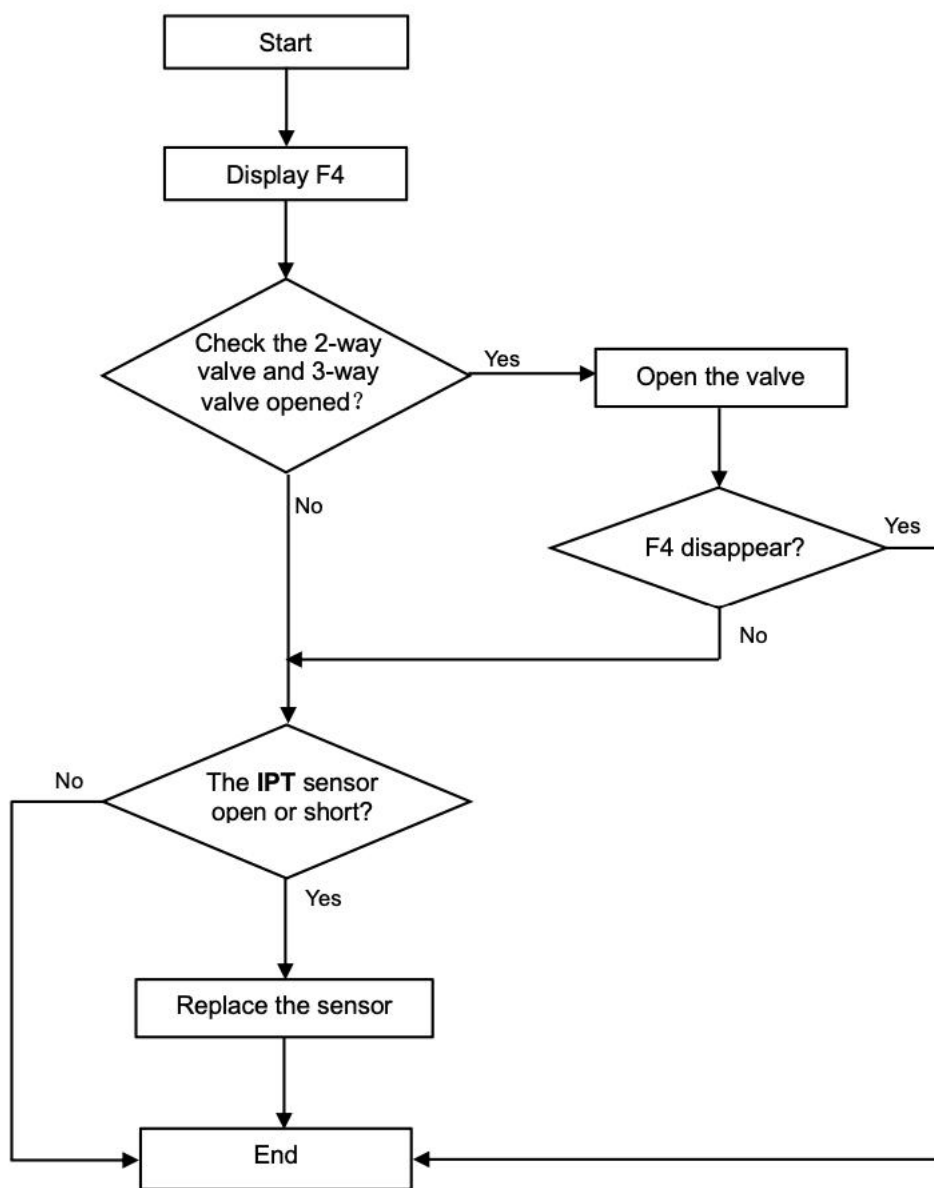 Start
Display F4
Check the 2-way
valve and 3-way
valve opened？
Yes
Open the valve
No
F4 disappear?
Yes
No
The IPT sensor
open or short?
No
Yes
Replace the sensor
End